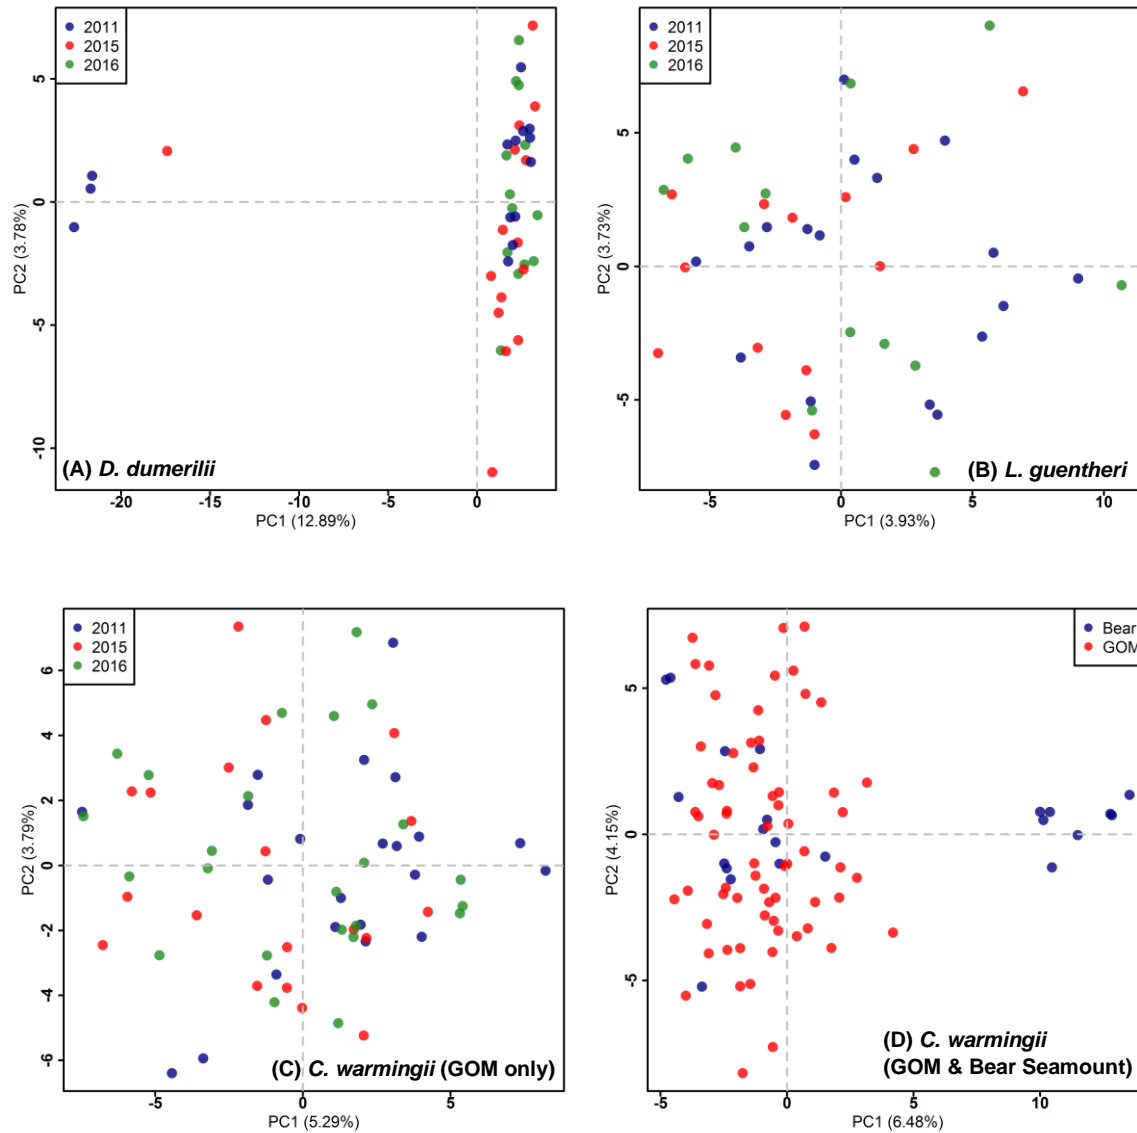 2011
2015
2016
5
0
-5
-10
PC2 (3.78%)
(A) D. dumerilii
-20
-15
-10
-5
0
PC1 (12.89%)
2011
2015
2016
5
0
-5
PC2 (3.73%)
(B) L. guentheri
-5
0
5
10
PC1 (3.93%)
2011
2015
2016
6
4
2
0
-2
-4
-6
PC2 (3.79%)
(C) C. warmingii (GOM only)
-5
0
5
PC1 (5.29%)
Bear
GOM
5
0
-5
PC2 (4.15%)
(D) C. warmingii
(GOM & Bear Seamount)
-5
0
5
10
PC1 (6.48%)